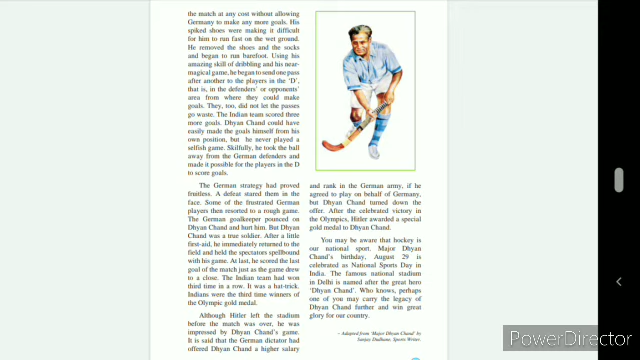 the match at any cost without allowing
Germany to make any more goals. His
spiked shoes were making it difficult
for him to run fast on the wet ground.
He removed the shoes and the socks
and began to run barefoot. Using his
amazing skill of dribbling and his near-
magical game, he began to send one pass
after another to the players in the 'D',
that is, in the defenders' or opponents'
area from where they could make
goals. They, too, did not let the passes
go waste. The Indian team scored three
more goals. Dhyan Chand could have
easily made the goals himself from his
own position, but he never played a
selfish game. Skilfully, he took the ball
away from the German defenders and
made it possible for the players in the D
to score goals.
The German strategy had proved
fruitless. A defeat stared them in the
face. Some of the frustrated German
players then resorted to a rough game.
The German goalkeeper pounced on
Dhyan Chand and hurt him. But Dhyan
Chand was a true soldier. After a little
first-aid, he immediately returned to the
field and held the spectators spellbound
with his game. At last, he scored the last
goal of the match just as the game drew
to a close. The Indian team had won
third time in a row. It was a hat-trick.
Indians were the third time winners of
the Olympic gold medal.
Although Hitler left the stadium
before the match was over, he was
impressed by Dhyan Chand's game.
It is said that the German dictator had
offered Dhyan Chand a higher salary
and rank in the German army, if he
agreed to play on behalf of Germany,
but Dhyan Chand turned down the
offer. After the celebrated victory in
the Olympics, Hitler awarded a special
gold medal to Dhyan Chand.
You may be aware that hockey is
our national sport. Major Dhyan
Chand's birthday, August 29 is
celebrated as National Sports Day in
India. The famous national stadium
in Delhi is named after the great hero
'Dhyan Chand'. Who knows, perhaps
one of you may carry the legacy of
Dhyan Chand further and win great
glory for our country.
– Adapted from 'Major Dhyan Chand' by
Sanjay Dudhane, Sports Writer.
PowerDirector